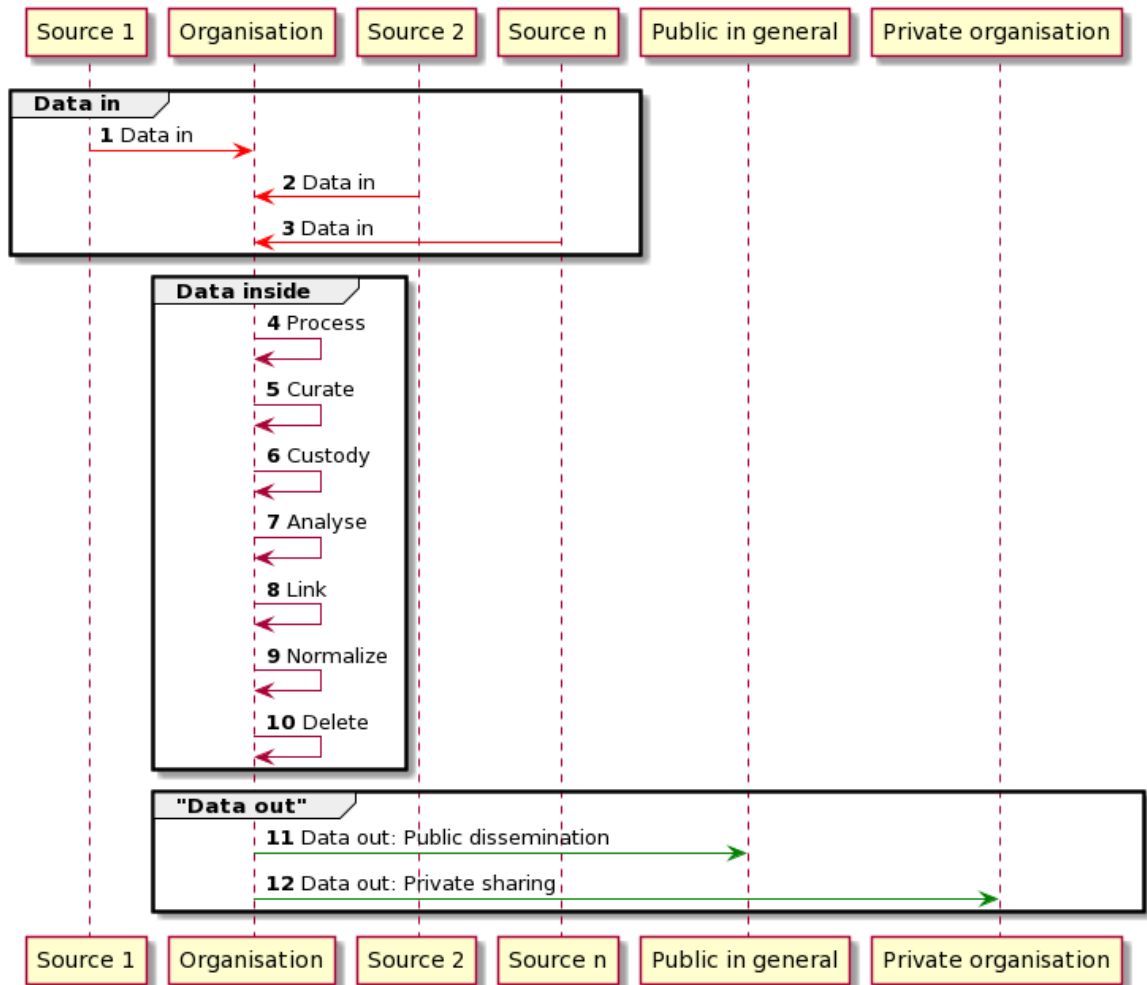 Source 1 Organisation Source 2 Source n Public in general Private organisation
Data in
1 Data in
2 Data in
3 Data in
Data inside
4 Process
5 Curate
6 Custody
7 Analyse
8 Link
9 Normalize
10 Delete
"Data out"
11 Data out: Public dissemination
12 Data out: Private sharing
Source 1 Organisation Source 2 Source n Public in general Private organisation